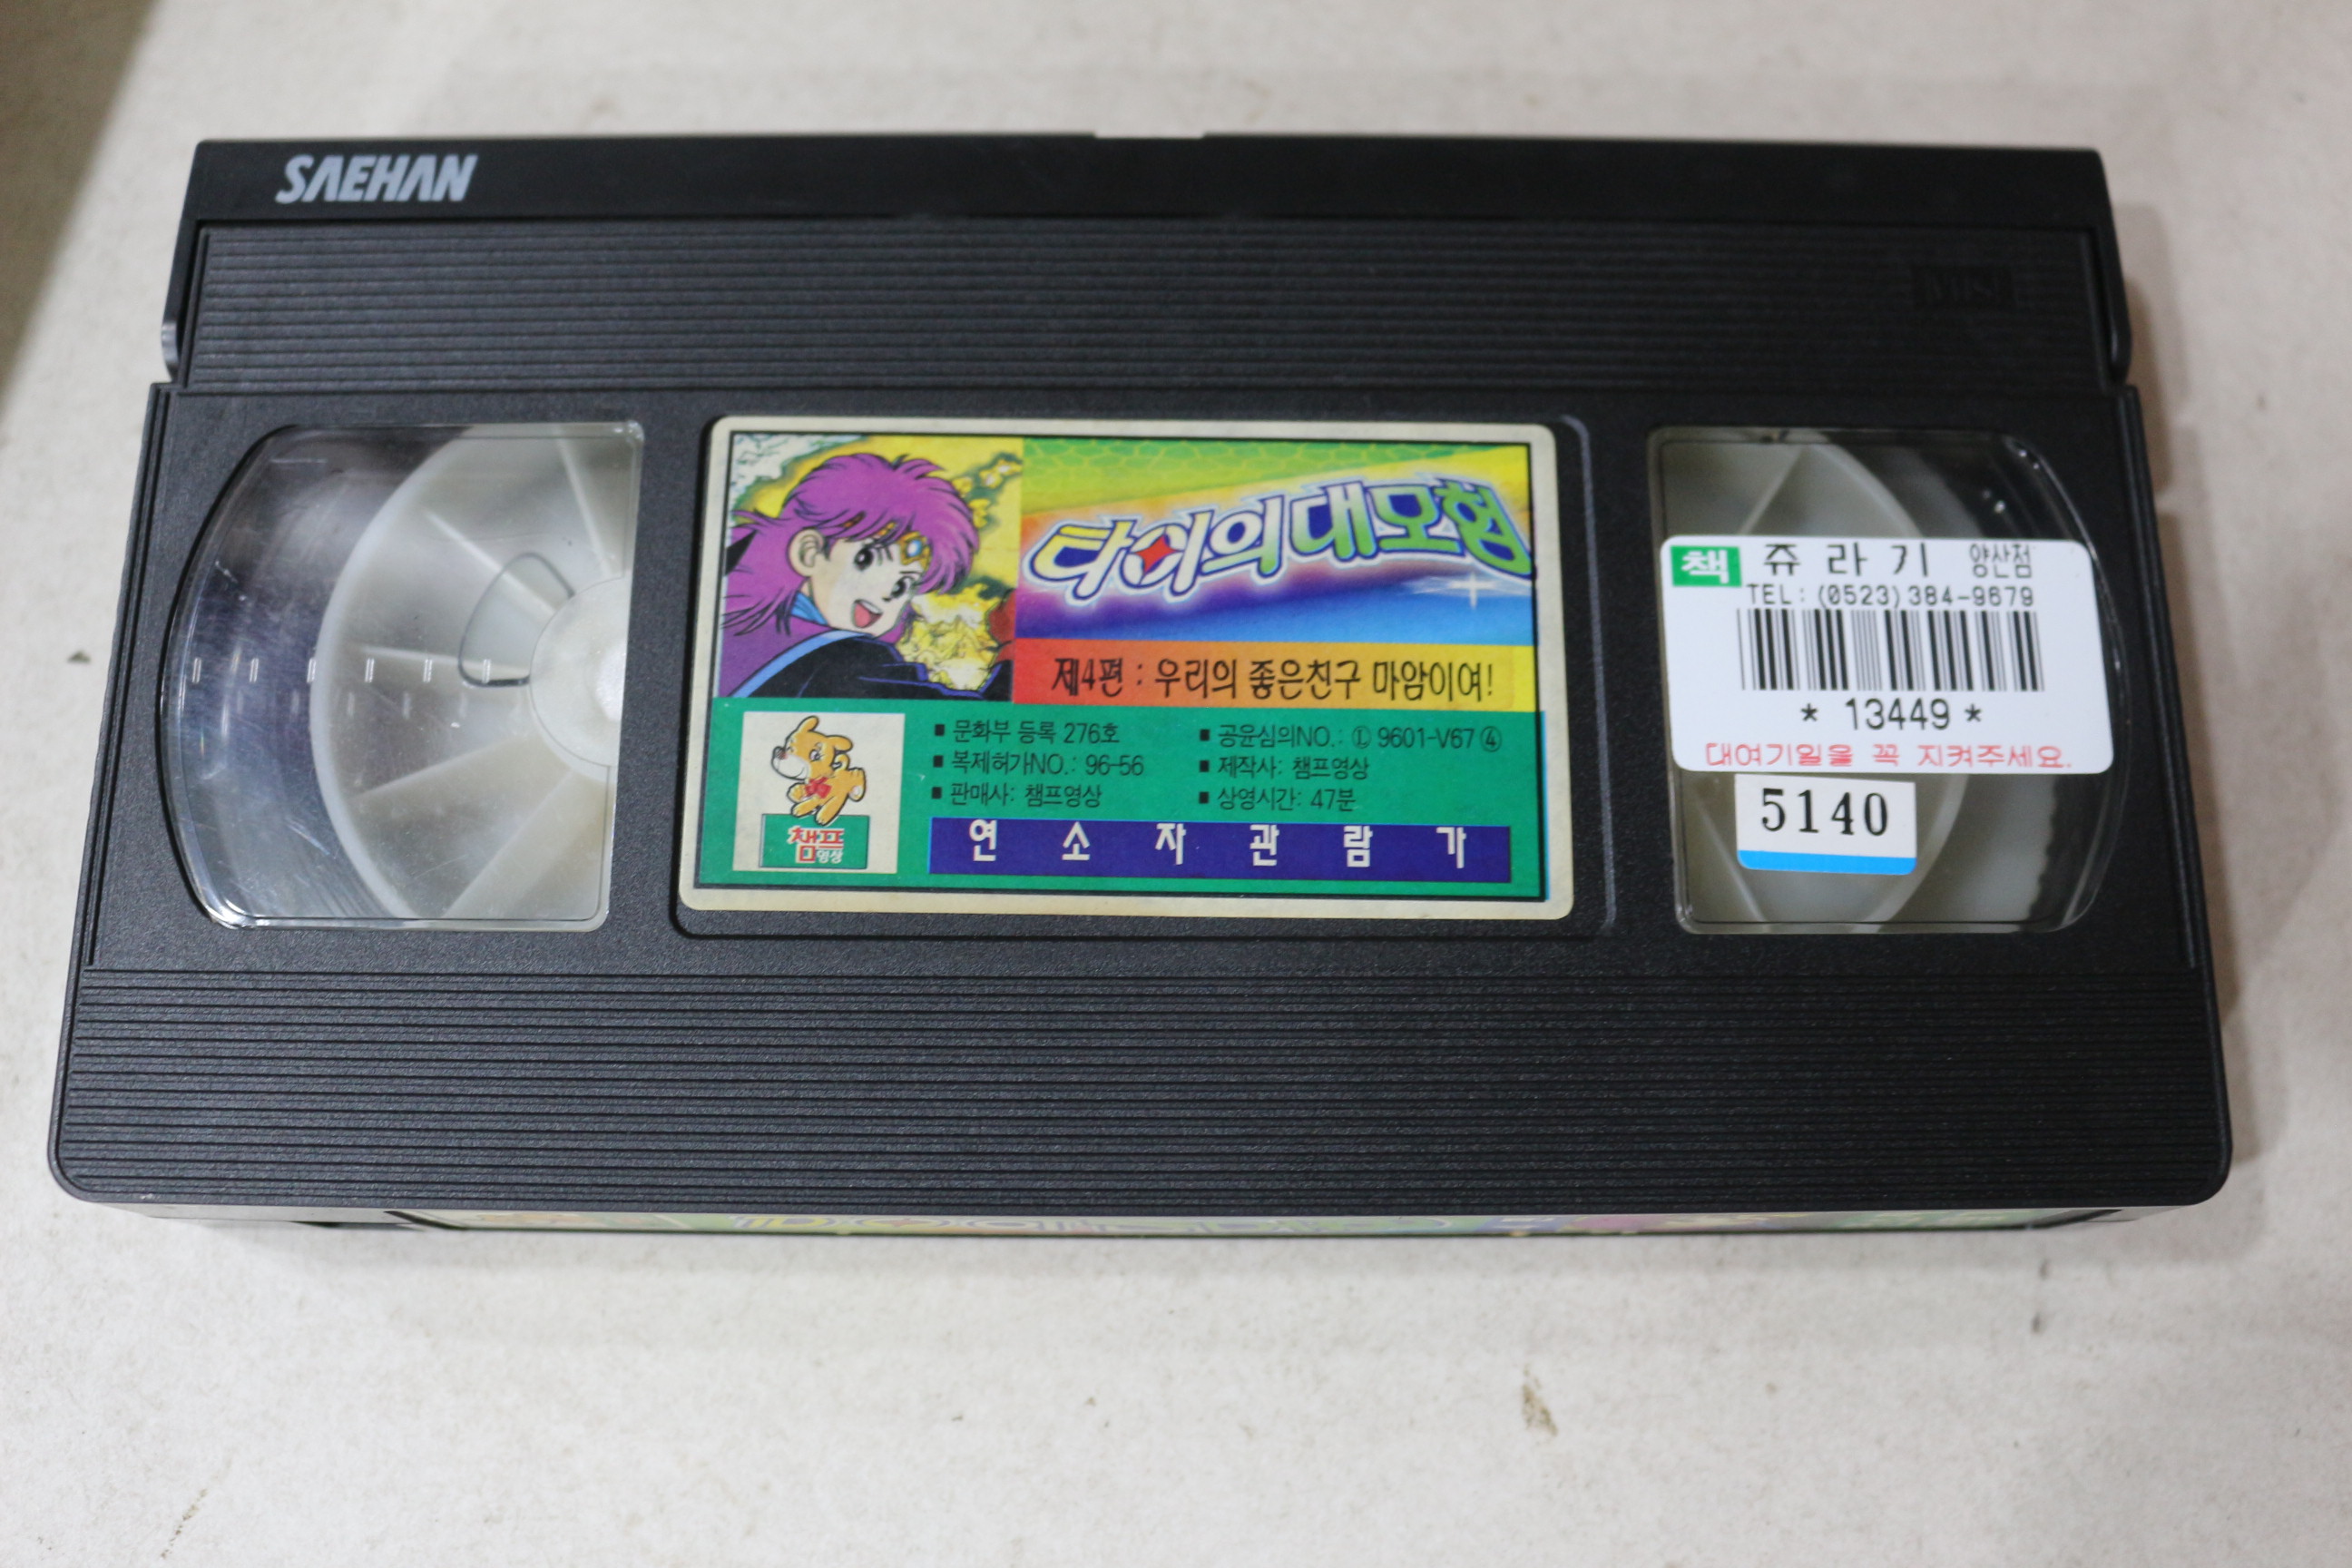 SAEHAN
VHS
타이의대모험
제4편 : 우리의 좋은친구 마암이여!
■ 문화부 등록 276호
■ 복제허가NO.: 96-56
■ 판매사: 챔프영상
■ 공윤심의NO.: Ⓛ 9601-V67 ④
■ 제작사: 챔프영상
■ 상영시간: 47분
챔프
영상
연 소 자 관 람 가
책 쥬 라 기 양산점
TEL: (0523)384-9679
* 13449 *
대여기일을 꼭 지켜주세요.
5140